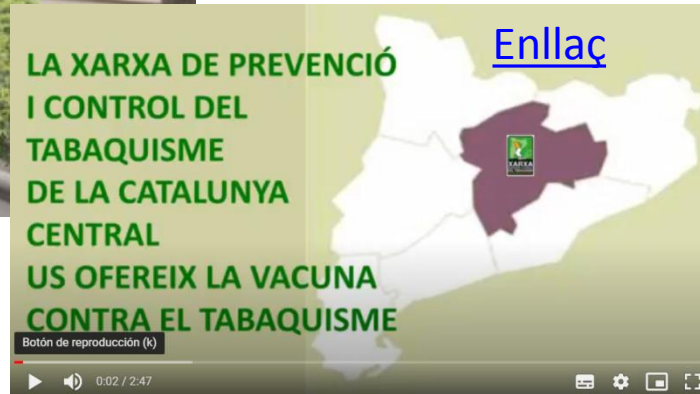 Enllaç
LA XARXA DE PREVENCIÓ
I CONTROL DEL
TABAQUISME
DE LA CATALUNYA
CENTRAL
US OFEREIX LA VACUNA
CONTRA EL TABAQUISME
XARXA
Botón de reproducción (k)
0:02 / 2:47